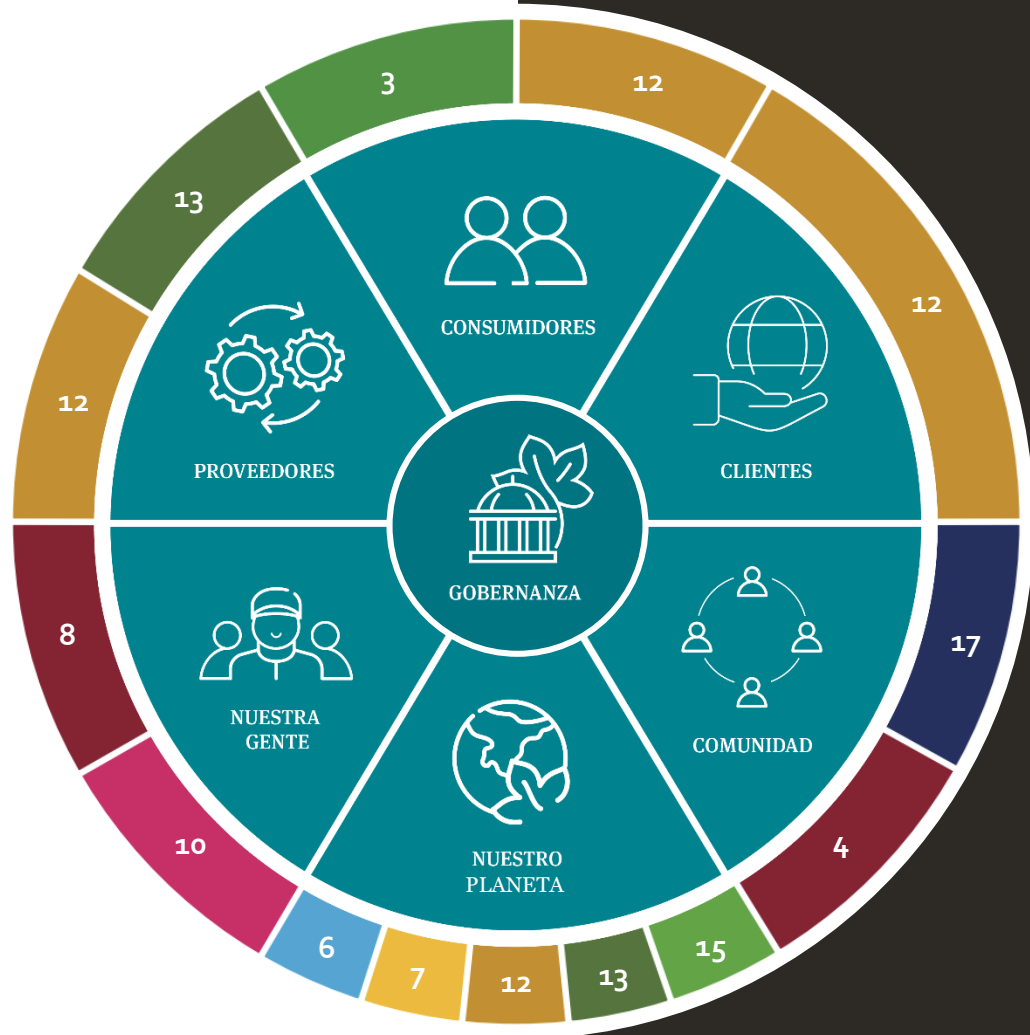 3
12
13
12
12
CONSUMIDORES
PROVEEDORES
CLIENTES
GOBERNANZA
8
17
NUESTRA
GENTE
COMUNIDAD
10
4
NUESTRO
PLANETA
6
7
12
13
15